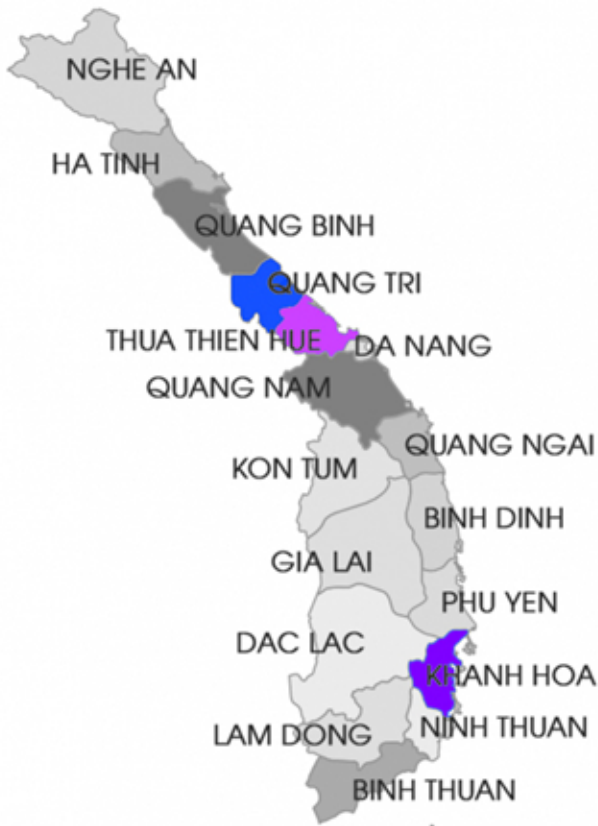 NGHE AN
HA TINH
QUANG BINH
QUANG TRI
THUA THIEN HUE
DA NANG
QUANG NAM
QUANG NGAI
KON TUM
BINH DINH
GIA LAI
PHU YEN
DAC LAC
KHANH HOA
NINH THUAN
LAM DONG
BINH THUAN